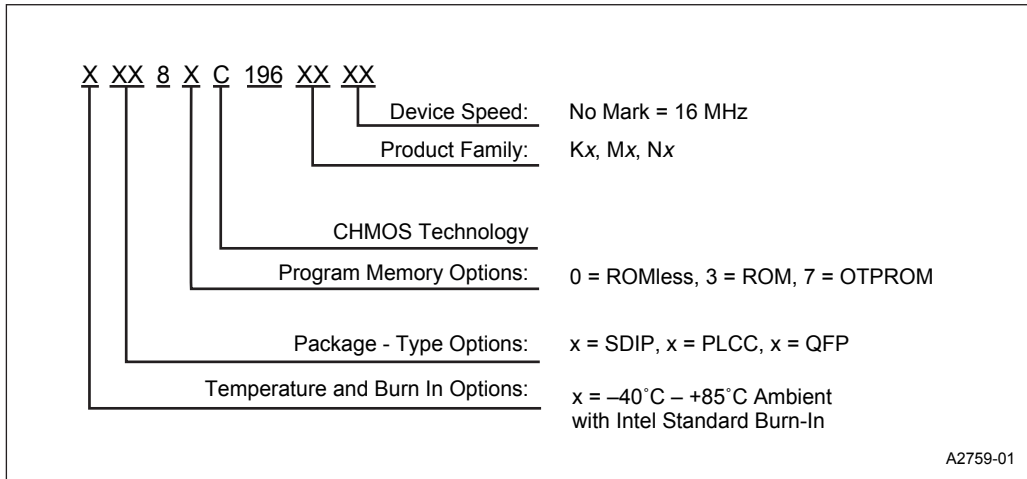 X XX 8 X C 196 XX XX
Device Speed: No Mark = 16 MHz
Product Family: Kx, Mx, Nx
CHMOS Technology
Program Memory Options: 0 = ROMless, 3 = ROM, 7 = OTPROM
Package - Type Options: x = SDIP, x = PLCC, x = QFP
Temperature and Burn In Options: x = –40˚C – +85˚C Ambient
with Intel Standard Burn-In
A2759-01